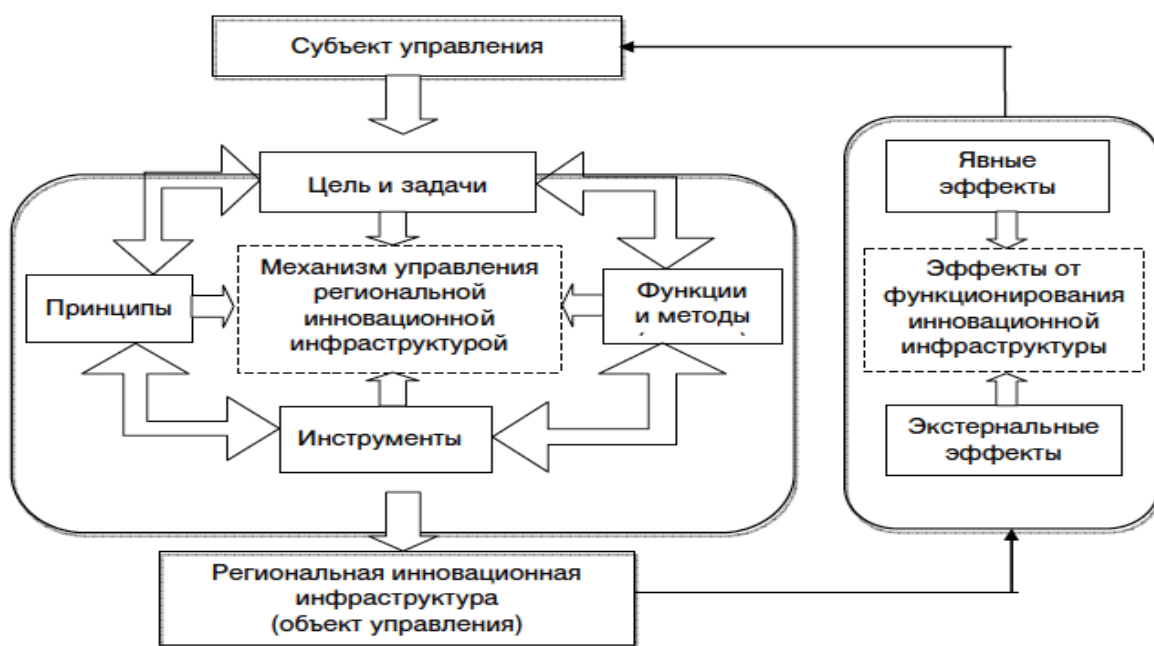 Субъект управления
Цель и задачи
Механизм управления
региональной
инновационной
инфраструктурой
Принципы
Функции
и методы
Инструменты
Региональная инновационная
инфраструктура
(объект управления)
Явные
эффекты
Эффекты от
функционирования
инновационной
инфраструктуры
Экстернальные
эффекты